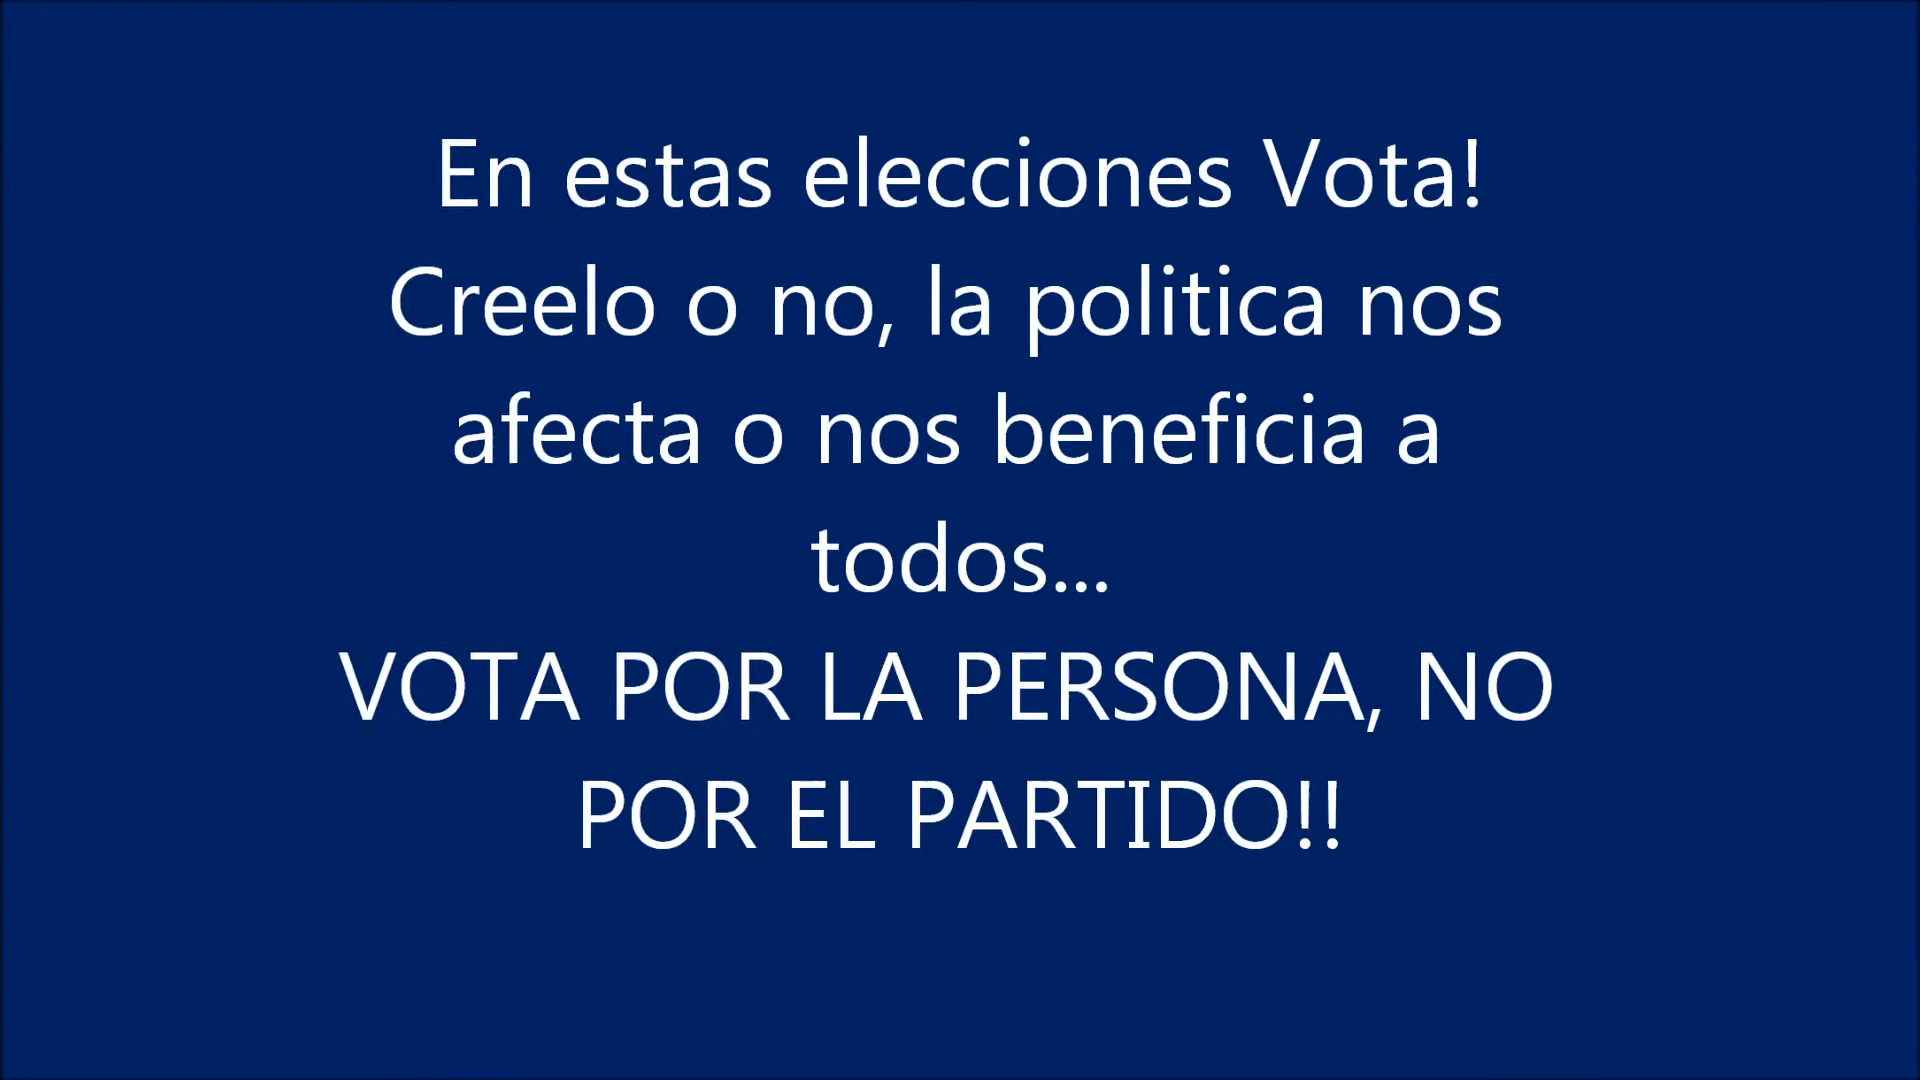 En estas elecciones Vota!
Creelo o no, la politica nos
afecta o nos beneficia a
todos...
VOTA POR LA PERSONA, NO
POR EL PARTIDO!!